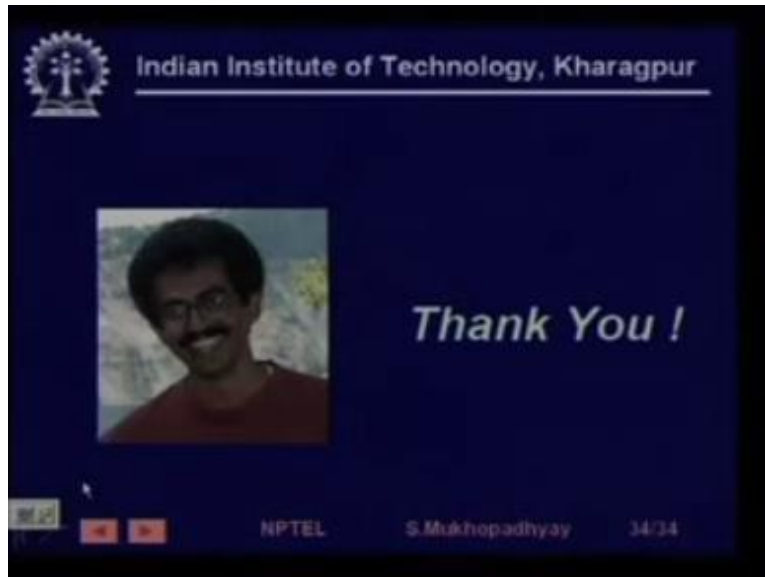 Indian Institute of Technology, Kharagpur
Thank You !
NPTEL S.Mukhopadhyay 34/34